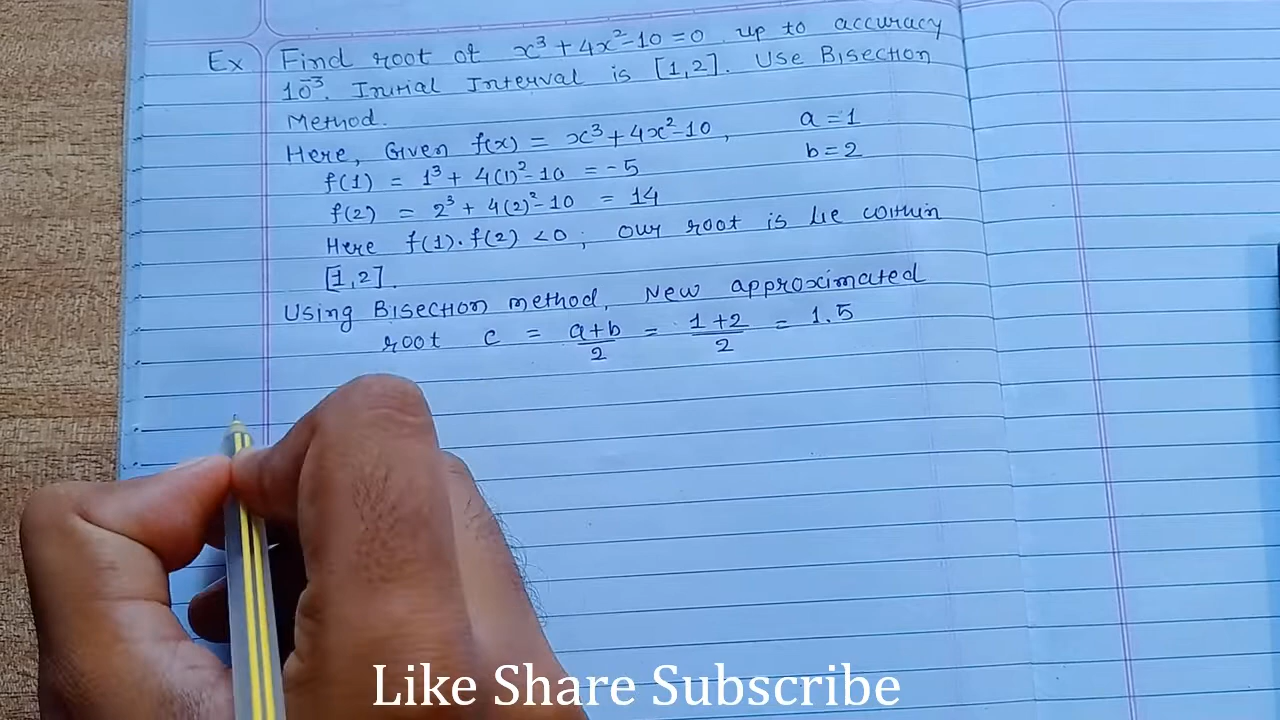 Ex Find root of x³ + 4x² - 10 = 0 up to accuracy
10⁻³. Initial Interval is [1,2]. Use Bisection
Method.
Here, Given f(x) = x³ + 4x² - 10, a = 1
f(1) = 1³ + 4(1)² - 10 = -5 b = 2
f(2) = 2³ + 4(2)² - 10 = 14
Here f(1).f(2) < 0; Our root is lie within
[1,2].
Using Bisection method, New approximated
root c = a+b/2 = 1+2/2 = 1.5
Like Share Subscribe